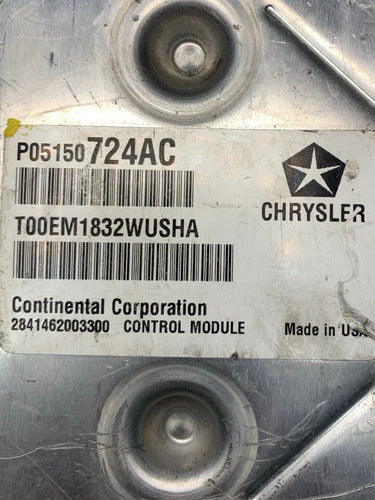 P05150724AC
CHRYSLER
T00EM1832WUSHA
Continental Corporation
2841462003300 CONTROL MODULE
Made in USA